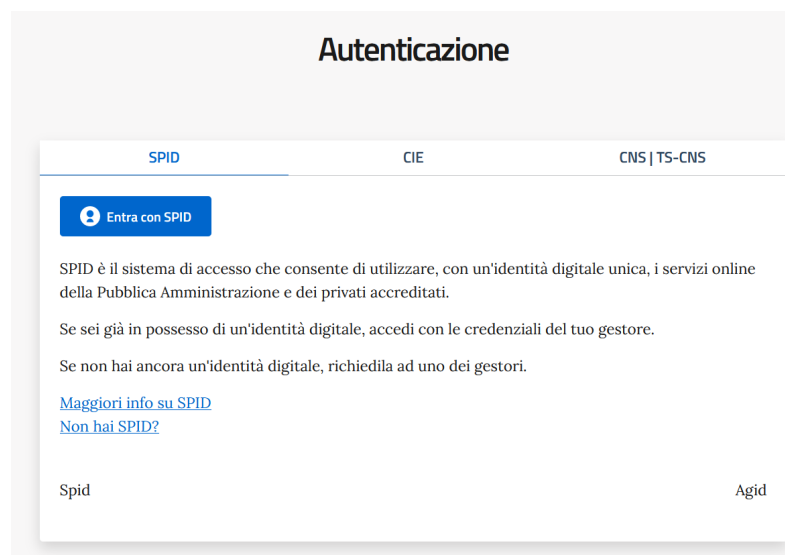 Autenticazione
SPID CIE CNS | TS-CNS
Entra con SPID
SPID è il sistema di accesso che consente di utilizzare, con un'identità digitale unica, i servizi online
della Pubblica Amministrazione e dei privati accreditati.
Se sei già in possesso di un'identità digitale, accedi con le credenziali del tuo gestore.
Se non hai ancora un'identità digitale, richiedila ad uno dei gestori.
Maggiori info su SPID
Non hai SPID?
Spid Agid